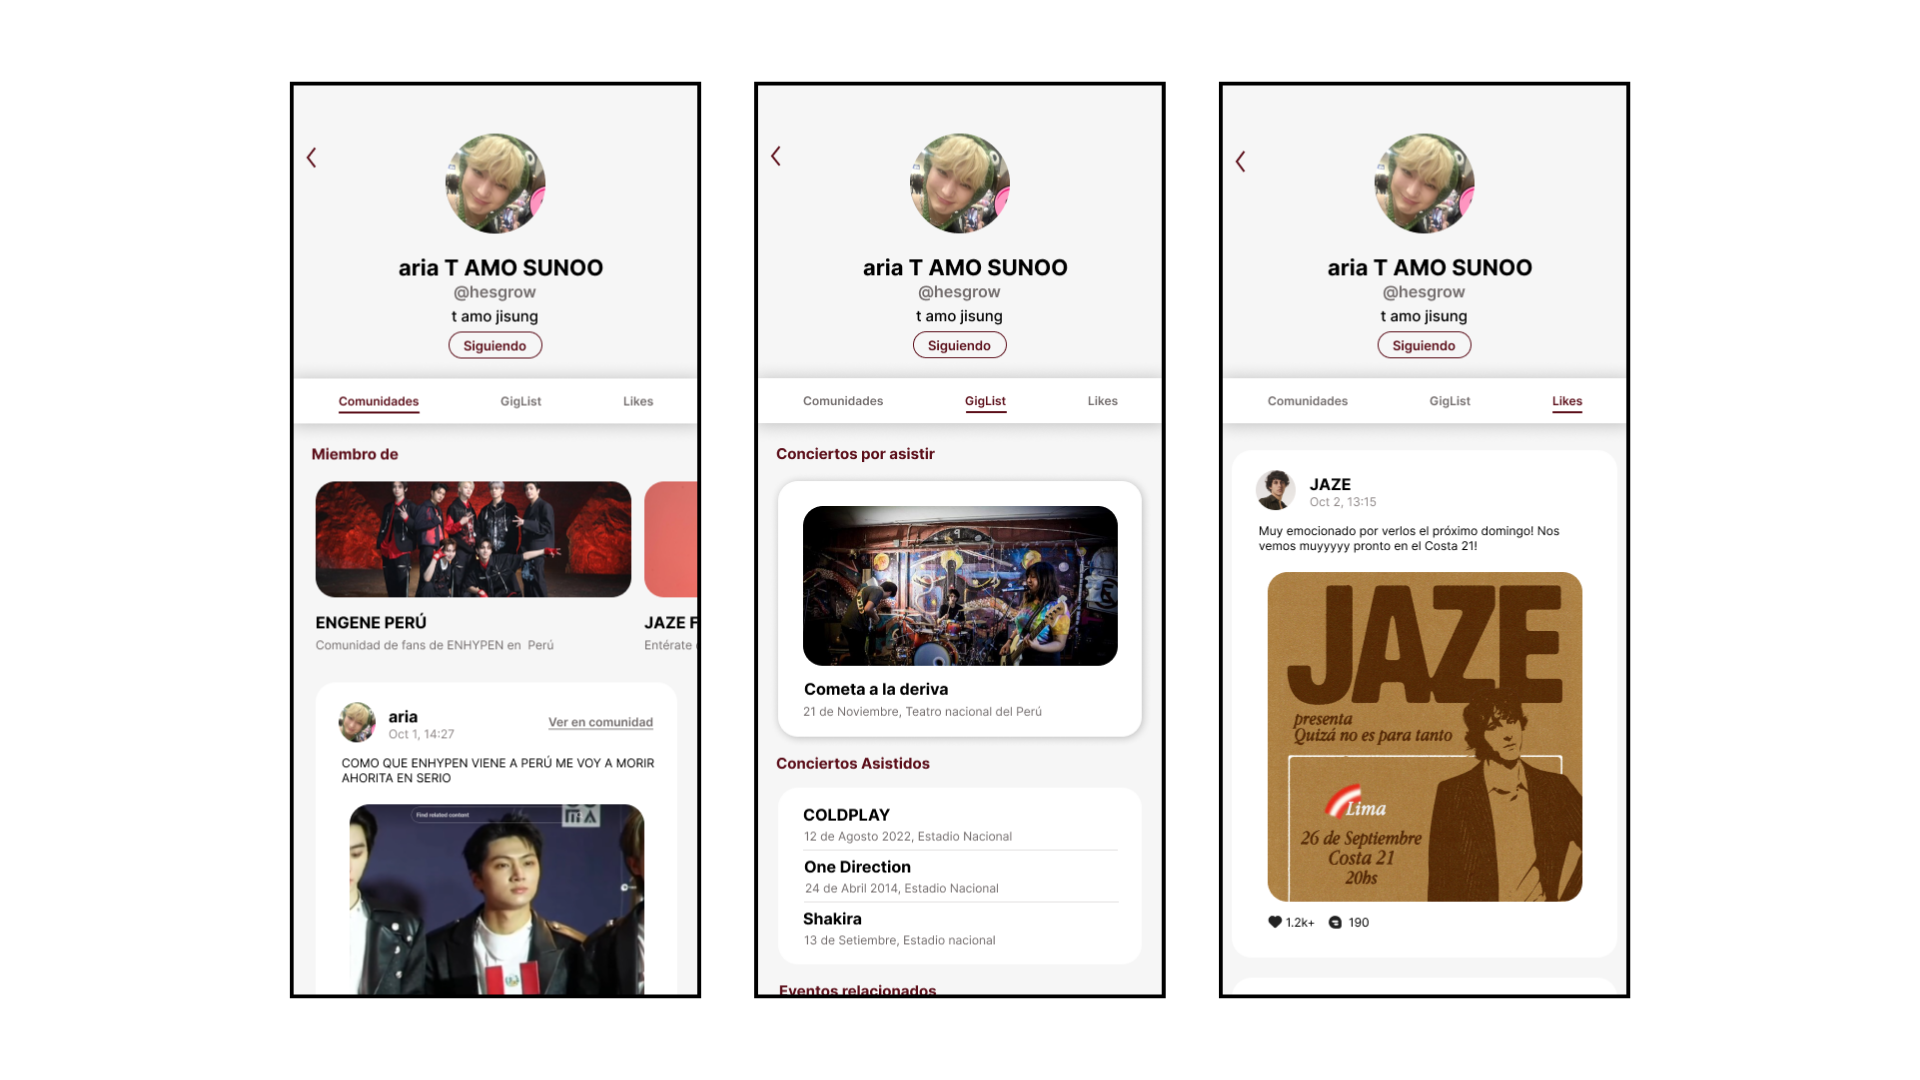 aria T AMO SUNOO
@hesgrow
t amo jisung
Siguiendo
Comunidades GigList Likes
Miembro de
ENGENE PERÚ
Comunidad de fans de ENHYPEN en Perú
JAZE F
Entérate
aria
Oct 1, 14:27
Ver en comunidad
COMO QUE ENHYPEN VIENE A PERÚ ME VOY A MORIR
AHORITA EN SERIO
Find related content
aria T AMO SUNOO
@hesgrow
t amo jisung
Siguiendo
Comunidades GigList Likes
Conciertos por asistir
Cometa a la deriva
21 de Noviembre, Teatro nacional del Perú
Conciertos Asistidos
COLDPLAY
12 de Agosto 2022, Estadio Nacional
One Direction
24 de Abril 2014, Estadio Nacional
Shakira
13 de Setiembre, Estadio nacional
Eventos relacionados
aria T AMO SUNOO
@hesgrow
t amo jisung
Siguiendo
Comunidades GigList Likes
JAZE
Oct 2, 13:15
Muy emocionado por verlos el próximo domingo! Nos
vemos muyyyyy pronto en el Costa 21!
JAZE
presenta
Quizá no es para tanto
Lima
26 de Septiembre
Costa 21
20hs
1.2k+ 190